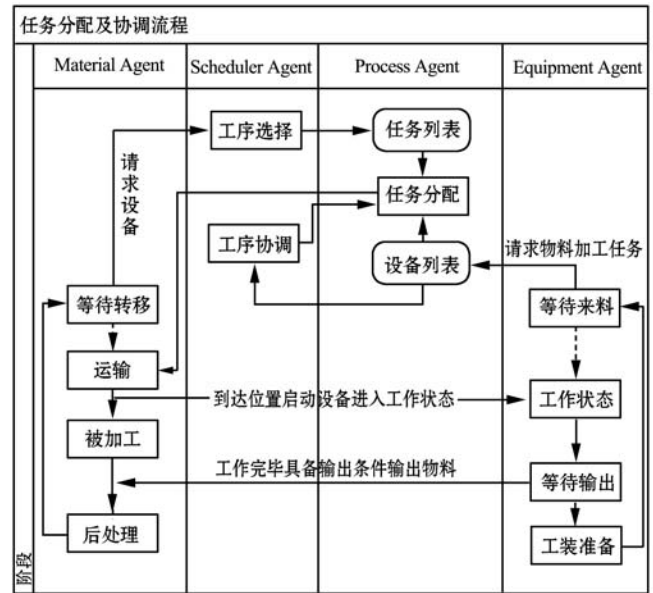 任务分配及协调流程
Material Agent
Scheduler Agent
Process Agent
Equipment Agent
工序选择
任务列表
请求设备
任务分配
工序协调
设备列表
请求物料加工任务
等待转移
等待来料
运输
到达位置启动设备进入工作状态
工作状态
被加工
工作完毕具备输出条件输出物料
等待输出
后处理
工装准备
阶段